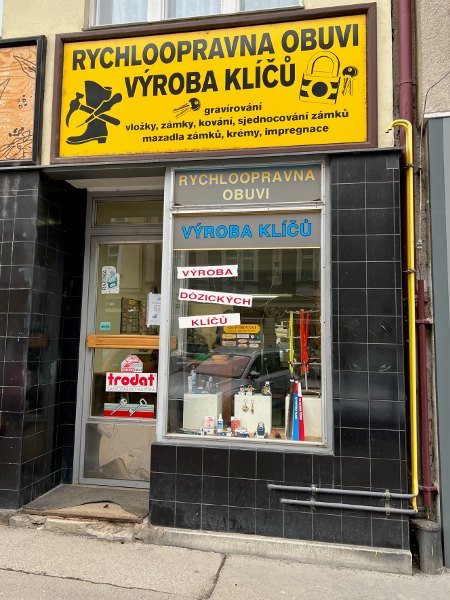 RYCHLOOPRAVNA OBUVI
VÝROBA KLÍČŮ
gravírování
vložky, zámky, kování, sjednocování zámků
mazadla zámků, krémy, impregnace
RYCHLOOPRAVNA
OBUVI
VÝROBA KLÍČŮ
VÝROBA
DÓZICKÝCH
KLÍČŮ
trodat